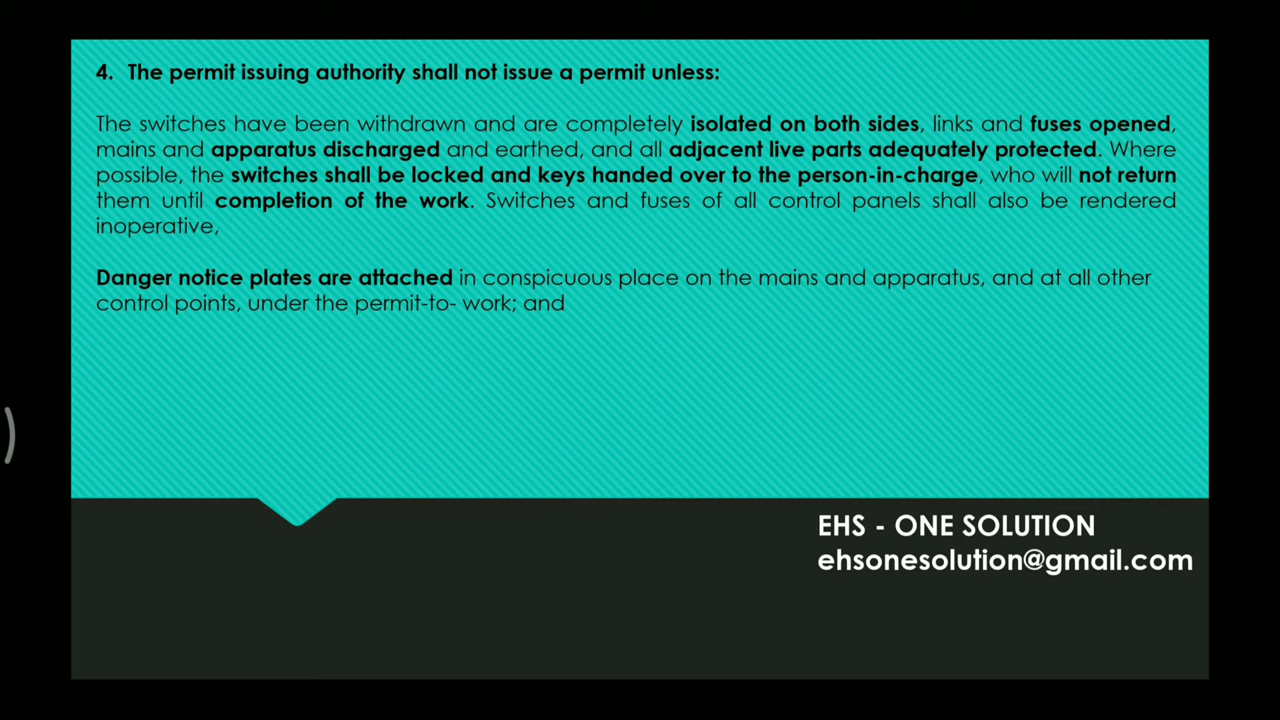 4. The permit issuing authority shall not issue a permit unless:
The switches have been withdrawn and are completely isolated on both sides, links and fuses opened,
mains and apparatus discharged and earthed, and all adjacent live parts adequately protected. Where
possible, the switches shall be locked and keys handed over to the person-in-charge, who will not return
them until completion of the work. Switches and fuses of all control panels shall also be rendered
inoperative,
Danger notice plates are attached in conspicuous place on the mains and apparatus, and at all other
control points, under the permit-to- work; and
EHS - ONE SOLUTION
ehsonesolution@gmail.com